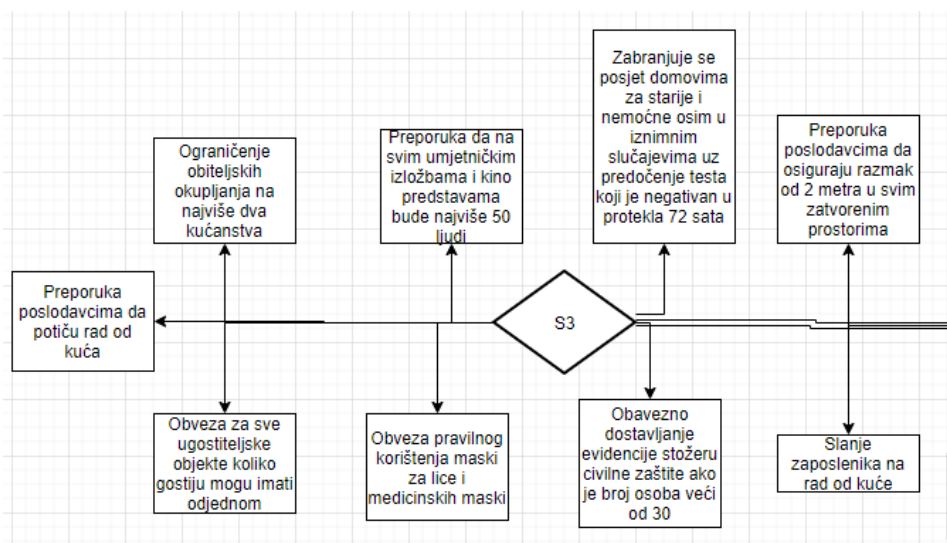 Zabranjuje se
posjet domovima
za starije i
nemoćne osim u
iznimnim
slučajevima uz
predočenje testa
koji je negativan u
protekla 72 sata
Preporuka
poslodavcima da
osiguraju razmak
od 2 metra u svim
zatvorenim
prostorima
Preporuka da na
svim umjetničkim
izložbama i kino
predstavama
bude najviše 50
ljudi
Ograničenje
obiteljskih
okupljanja na
najviše dva
kućanstva
Preporuka
poslodavcima da
potiču rad od
kuća
S3
Obveza za sve
ugostiteljske
objekte koliko
gostiju mogu imati
odjednom
Obveza pravilnog
korištenja maski
za lice i
medicinskih maski
Obavezno
dostavljanje
evidencije stožeru
civilne zaštite ako
je broj osoba veći
od 30
Slanje
zaposlenika na
rad od kuće